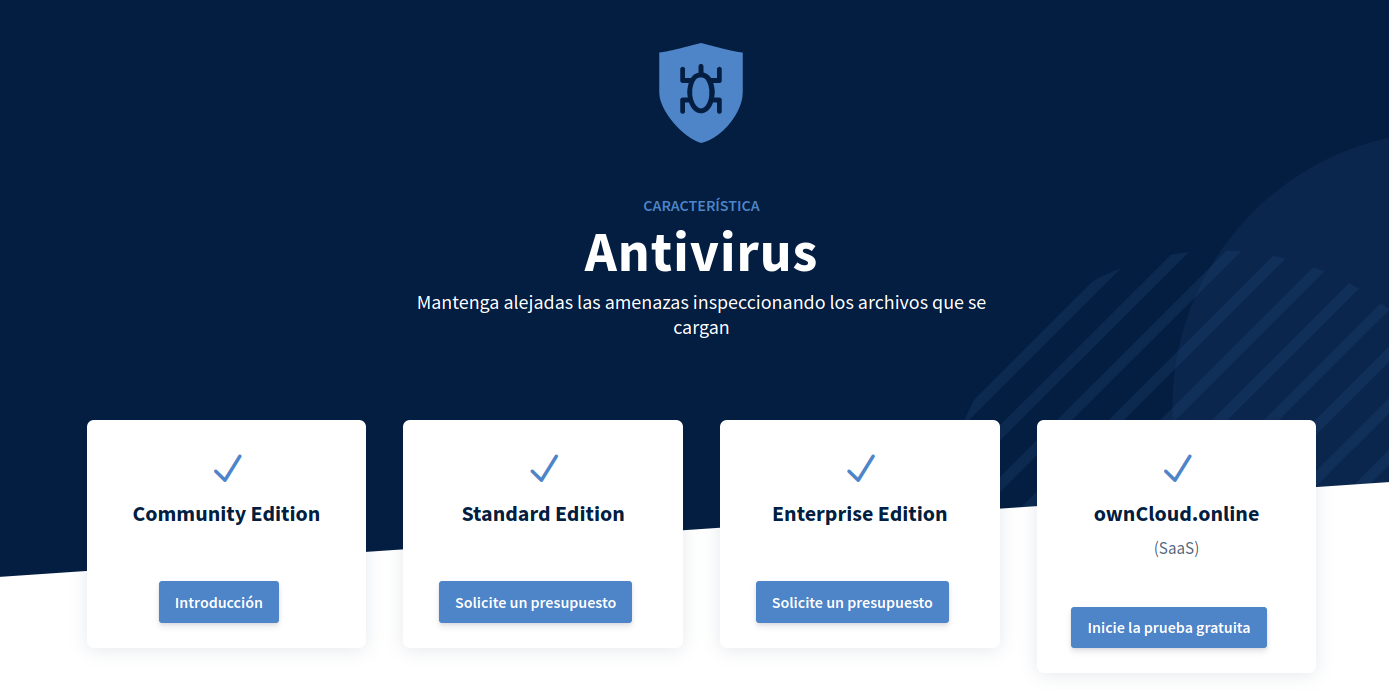 CARACTERÍSTICA
Antivirus
Mantenga alejadas las amenazas inspeccionando los archivos que se
cargan
Community Edition
Introducción
Standard Edition
Solicite un presupuesto
Enterprise Edition
Solicite un presupuesto
ownCloud.online
(SaaS)
Inicie la prueba gratuita